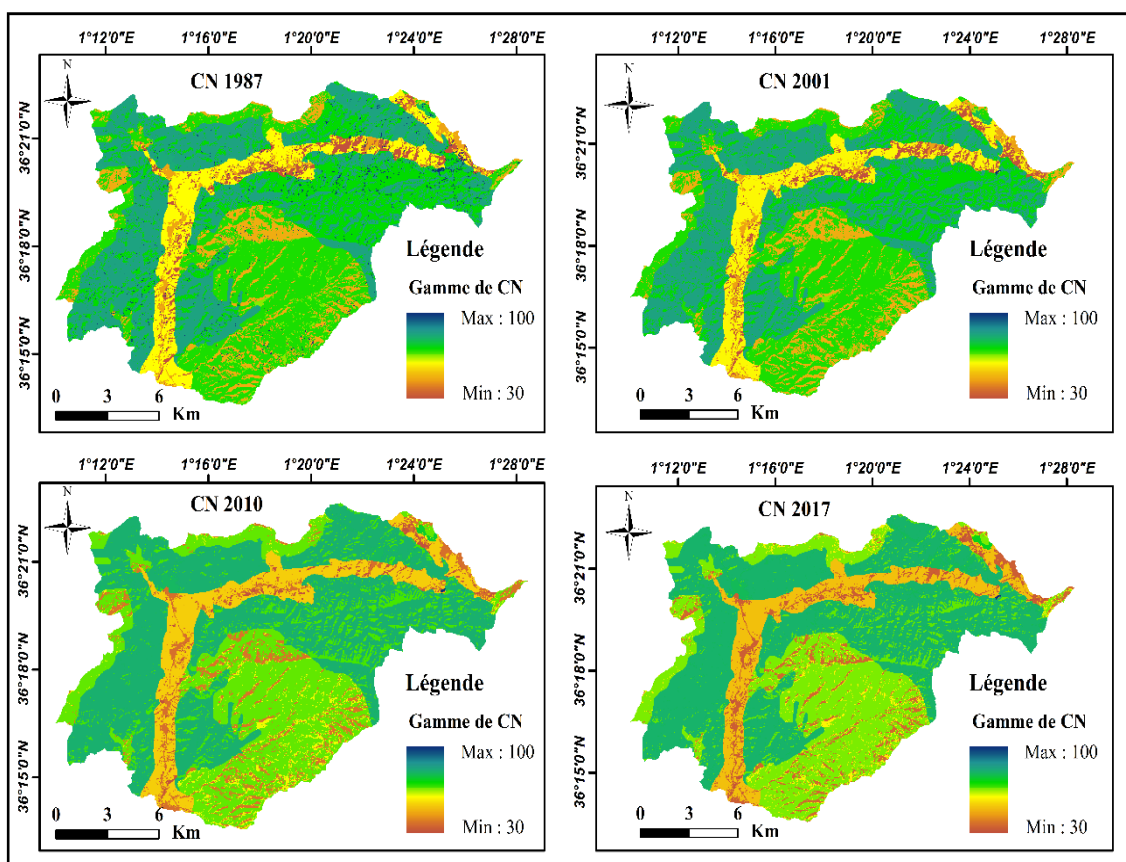 1°12'0"E 1°16'0"E 1°20'0"E 1°24'0"E 1°28'0"E
CN 1987
N
36°21'0"N
36°18'0"N
36°15'0"N
Légende
Gamme de CN
Max : 100
Min : 30
0 3 6
Km
1°12'0"E 1°16'0"E 1°20'0"E 1°24'0"E 1°28'0"E
CN 2001
N
36°21'0"N
36°18'0"N
36°15'0"N
Légende
Gamme de CN
Max : 100
Min : 30
0 3 6
Km
1°12'0"E 1°16'0"E 1°20'0"E 1°24'0"E 1°28'0"E
CN 2010
N
36°21'0"N
36°18'0"N
36°15'0"N
Légende
Gamme de CN
Max : 100
Min : 30
0 3 6
Km
1°12'0"E 1°16'0"E 1°20'0"E 1°24'0"E 1°28'0"E
CN 2017
N
36°21'0"N
36°18'0"N
36°15'0"N
Légende
Gamme de CN
Max : 100
Min : 30
0 3 6
Km